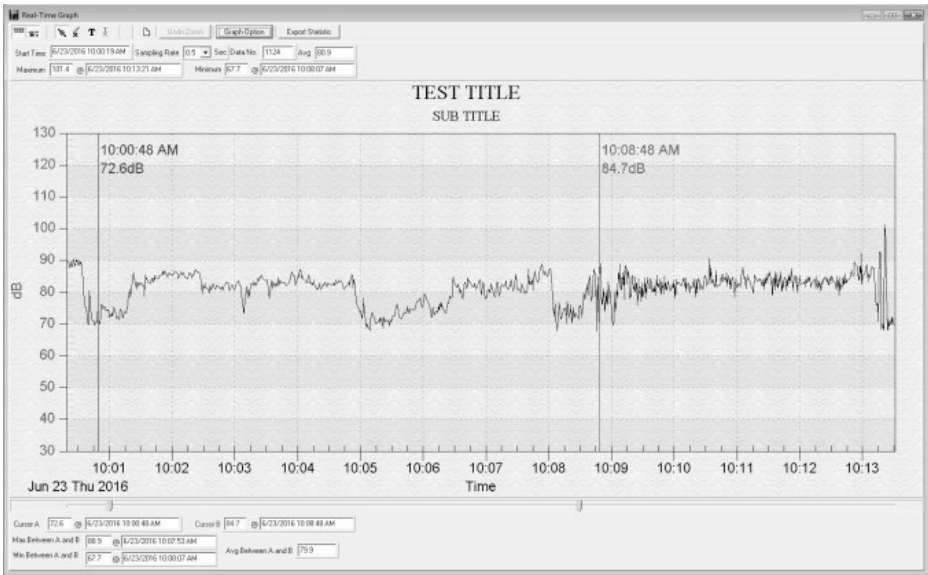 Real-Time Graph
T Undo Zoom Graph Option Export Statistic
Start Time 6/23/2016 10:00:19 AM Sampling Rate 0.5 Sec Data No. 1124 Avg 80.9
Maximum 101.4 @ 6/23/2016 10:13:21 AM Minimum 67.7 @ 6/23/2016 10:08:07 AM
TEST TITLE
SUB TITLE
130
120
110
100
90
80
70
60
50
40
30
dB
10:00:48 AM
72.6dB
10:08:48 AM
84.7dB
10:01 10:02 10:03 10:04 10:05 10:06 10:07 10:08 10:09 10:10 10:11 10:12 10:13
Jun 23 Thu 2016 Time
Cursor A 72.6 @ 6/23/2016 10:00:48 AM Cursor B 84.7 @ 6/23/2016 10:08:48 AM
Max Between A and B 88.9 @ 6/23/2016 10:07:53 AM
Avg Between A and B 79.9
Min Between A and B 67.7 @ 6/23/2016 10:08:07 AM